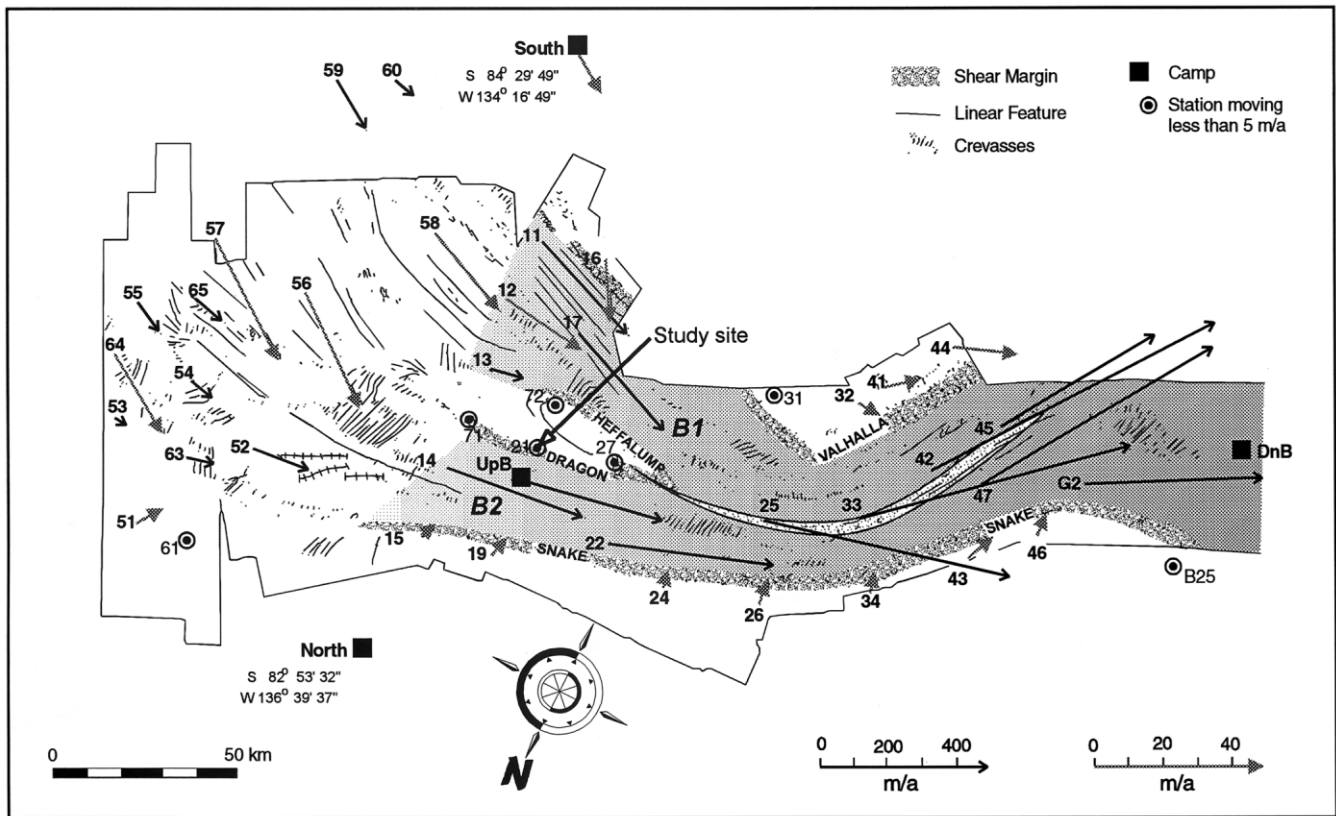 South
S 84° 29' 49"
W 134° 16' 49"
Shear Margin
Linear Feature
Crevasses
Camp
Station moving
less than 5 m/a
59
60
57
58
11
16
56
12
55
65
17
Study site
64
54
13
44
41
53
72
31
32
71
HEFFALUMP
B1
VALHALLA
45
63
52
14
21
DRAGON
27
42
DnB
UpB
25
33
47
G2
51
B2
61
15
19
SNAKE
22
SNAKE
46
24
26
34
43
B25
North
S 82° 53' 32"
W 136° 39' 37"
N
0 50 km
0 200 400
m/a
0 20 40
m/a